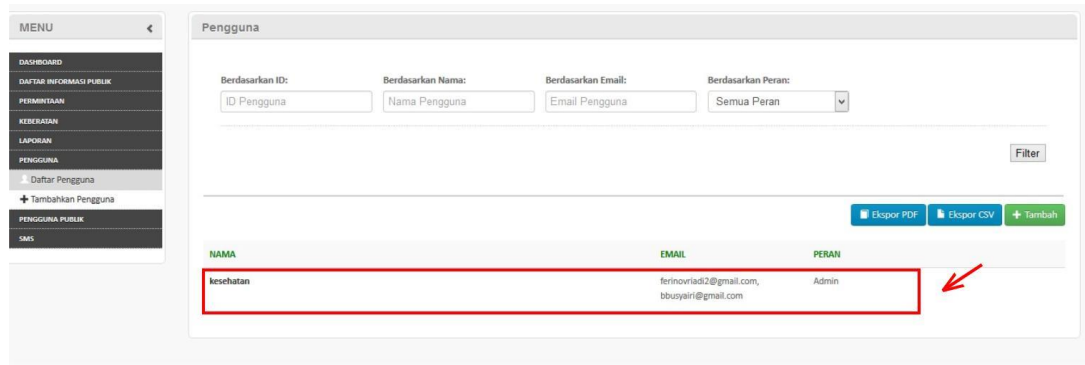 MENU
DASHBOARD
DAFTAR INFORMASI PUBLIK
PERMINTAAN
KEBERATAN
LAPORAN
PENGGUNA
Daftar Pengguna
Tambahkan Pengguna
PENGGUNA PUBLIK
SMS
Pengguna
Berdasarkan ID: Berdasarkan Nama: Berdasarkan Email: Berdasarkan Peran:
ID Pengguna Nama Pengguna Email Pengguna Semua Peran
Filter
Ekspor PDF Ekspor CSV Tambah
NAMA EMAIL PERAN
kesehatan ferinovriadi2@gmail.com, Admin
bbusyairi@gmail.com